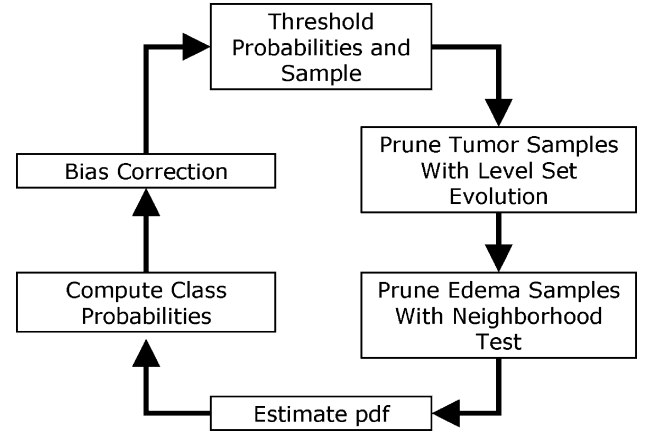 Threshold
Probabilities and
Sample
Prune Tumor Samples
With Level Set
Evolution
Bias Correction
Compute Class
Probabilities
Prune Edema Samples
With Neighborhood
Test
Estimate pdf